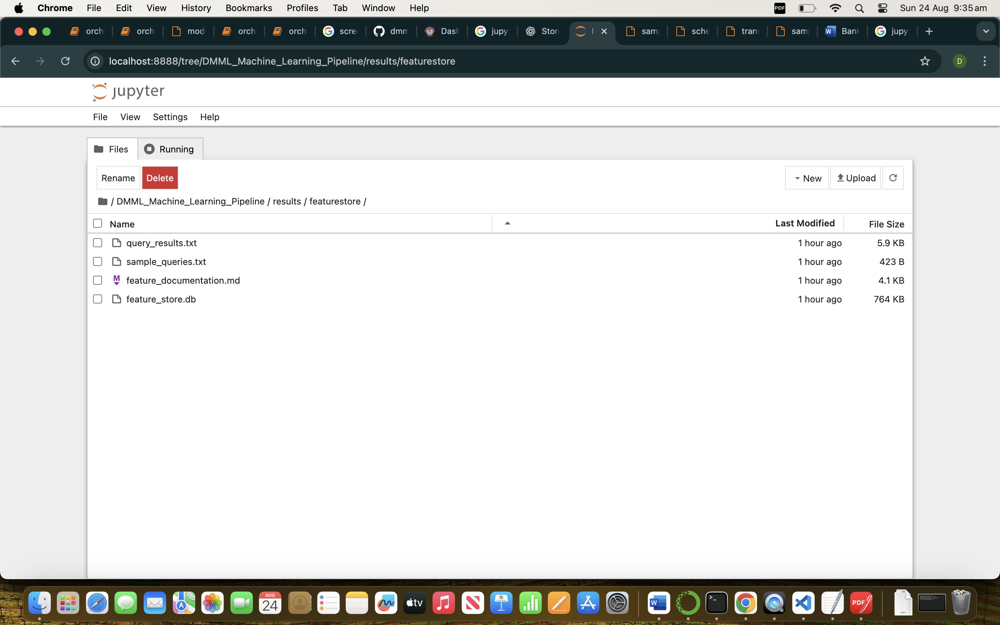 Chrome File Edit View History Bookmarks Profiles Tab Window Help PDF Sun 24 Aug 9:35 am
orch orch mod orch orch scre dmm Dash jupy Stor sam sche trans sam Bank jupy
localhost:8888/tree/DMML_Machine_Learning_Pipeline/results/featurestore D
jupyter
File View Settings Help
Files Running
Rename Delete New Upload
/ DMML_Machine_Learning_Pipeline / results / featurestore /
Name Last Modified File Size
query_results.txt 1 hour ago 5.9 KB
sample_queries.txt 1 hour ago 423 B
M feature_documentation.md 1 hour ago 4.1 KB
feature_store.db 1 hour ago 764 KB
AUG
24 tv W >_ PDF CSV